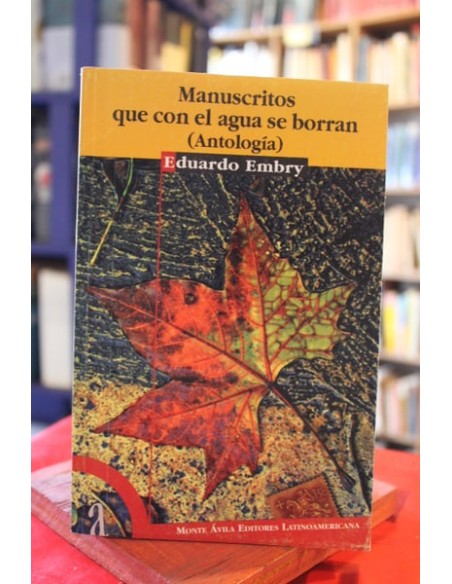 Manuscritos
que con el agua se borran
(Antología)
Eduardo Embry
Monte Ávila Editores Latinoamericana